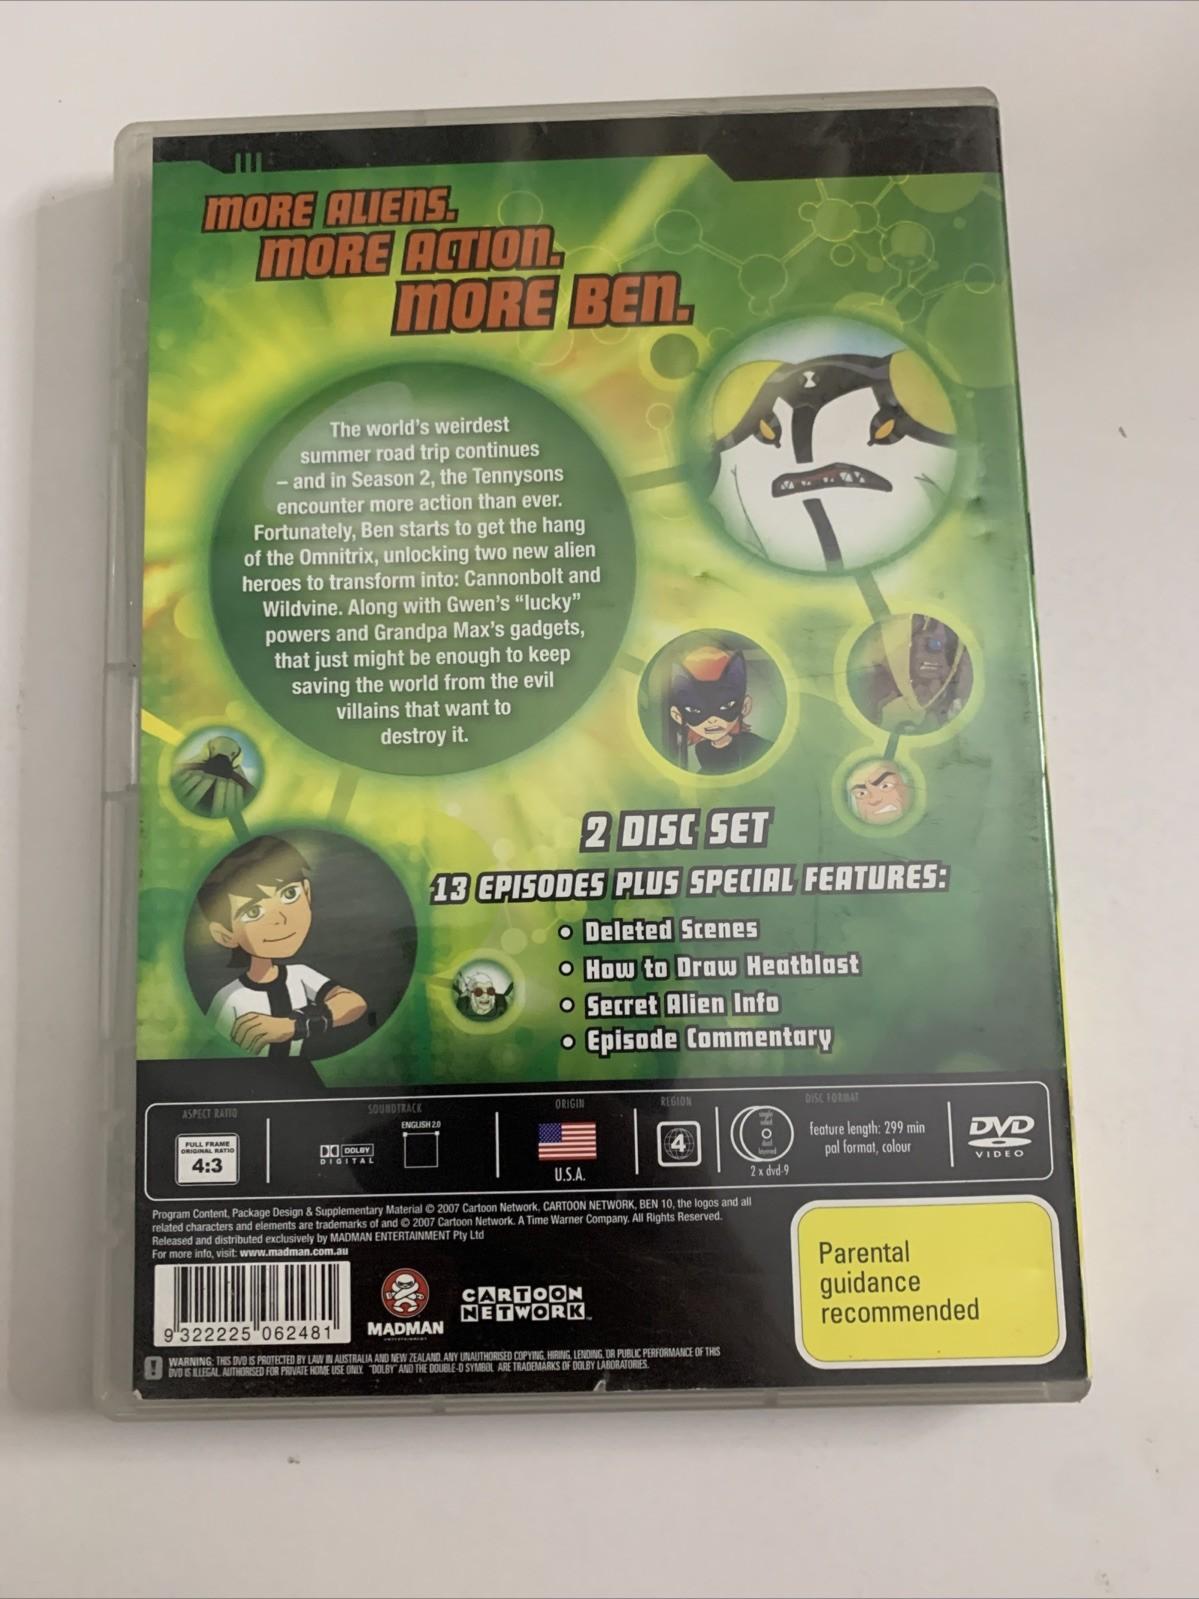 MORE ALIENS.
MORE ACTION.
MORE BEN.
The world's weirdest
summer road trip continues
– and in Season 2, the Tennysons
encounter more action than ever.
Fortunately, Ben starts to get the hang
of the Omnitrix, unlocking two new alien
heroes to transform into: Cannonbolt and
Wildvine. Along with Gwen's “lucky”
powers and Grandpa Max's gadgets,
that just might be enough to keep
saving the world from the evil
villains that want to
destroy it.
2 DISC SET
13 EPISODES PLUS SPECIAL FEATURES:
• Deleted Scenes
• How to Draw Heatblast
• Secret Alien Info
• Episode Commentary
ASPECT RATIO
FULL FRAME
ORIGINAL RATIO
4:3
SOUNDTRACK
DOLBY
DIGITAL
ENGLISH 2.0
ORIGIN
U.S.A.
REGION
4
DISC FORMAT
single
sided
dual
layered
2 x dvd-9
feature length: 299 min
pal format, colour
DVD
VIDEO
Program Content, Package Design & Supplementary Material © 2007 Cartoon Network, CARTOON NETWORK, BEN 10, the logos and all
related characters and elements are trademarks of and © 2007 Cartoon Network. A Time Warner Company. All Rights Reserved.
Released and distributed exclusively by MADMAN ENTERTAINMENT Pty Ltd
For more info, visit: www.madman.com.au
9 322225 062481
MADMAN
ENTERTAINMENT
CARTOON
NETWORK
Parental
guidance
recommended
WARNING: THIS DVD IS PROTECTED BY LAW IN AUSTRALIA AND NEW ZEALAND. ANY UNAUTHORISED COPYING, HIRING, LENDING, OR PUBLIC PERFORMANCE OF THIS
DVD IS ILLEGAL. AUTHORISED FOR PRIVATE HOME USE ONLY. "DOLBY" AND THE DOUBLE-D SYMBOL ARE TRADEMARKS OF DOLBY LABORATORIES.